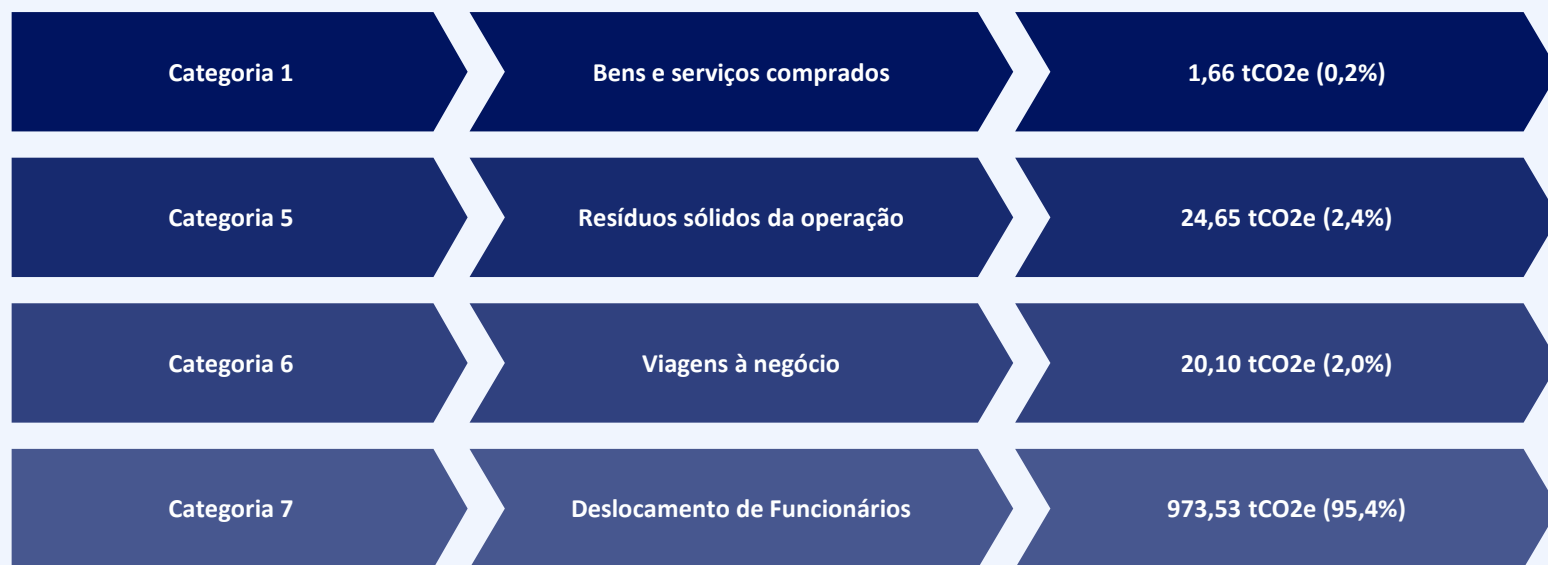 Categoria 1
Bens e serviços comprados
1,66 tCO2e (0,2%)
Categoria 5
Resíduos sólidos da operação
24,65 tCO2e (2,4%)
Categoria 6
Viagens à negócio
20,10 tCO2e (2,0%)
Categoria 7
Deslocamento de Funcionários
973,53 tCO2e (95,4%)